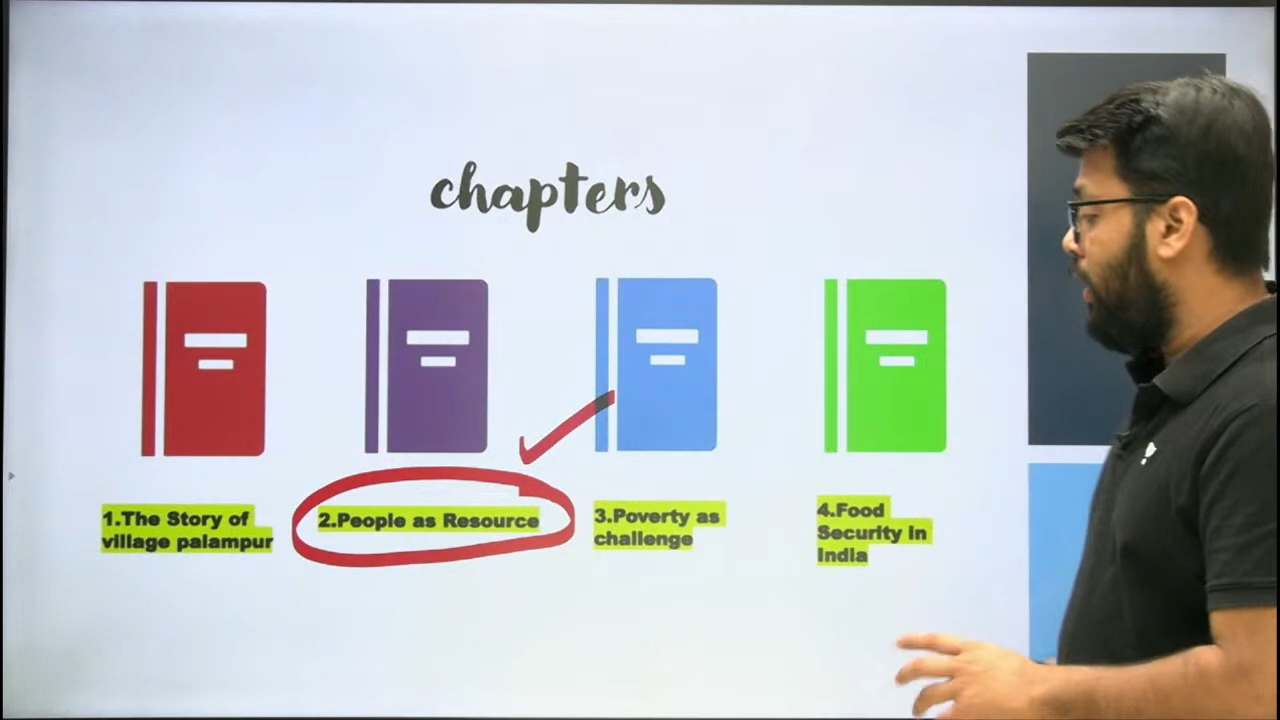 chapters
1.The Story of
village palampur
2.People as Resource
3.Poverty as
challenge
4.Food
Security in
India